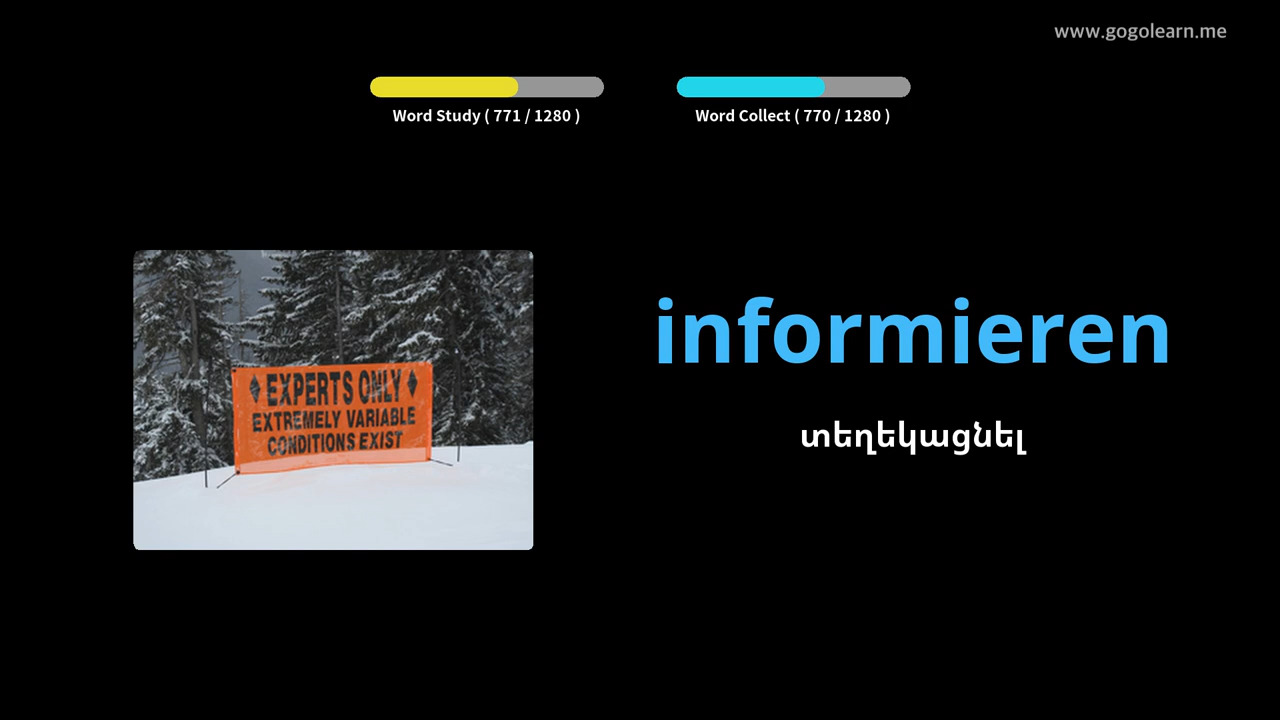 www.gogolearn.me
Word Study ( 771 / 1280 )
Word Collect ( 770 / 1280 )
EXPERTS ONLY
EXTREMELY VARIABLE
CONDITIONS EXIST
informieren
տեղեկացնել